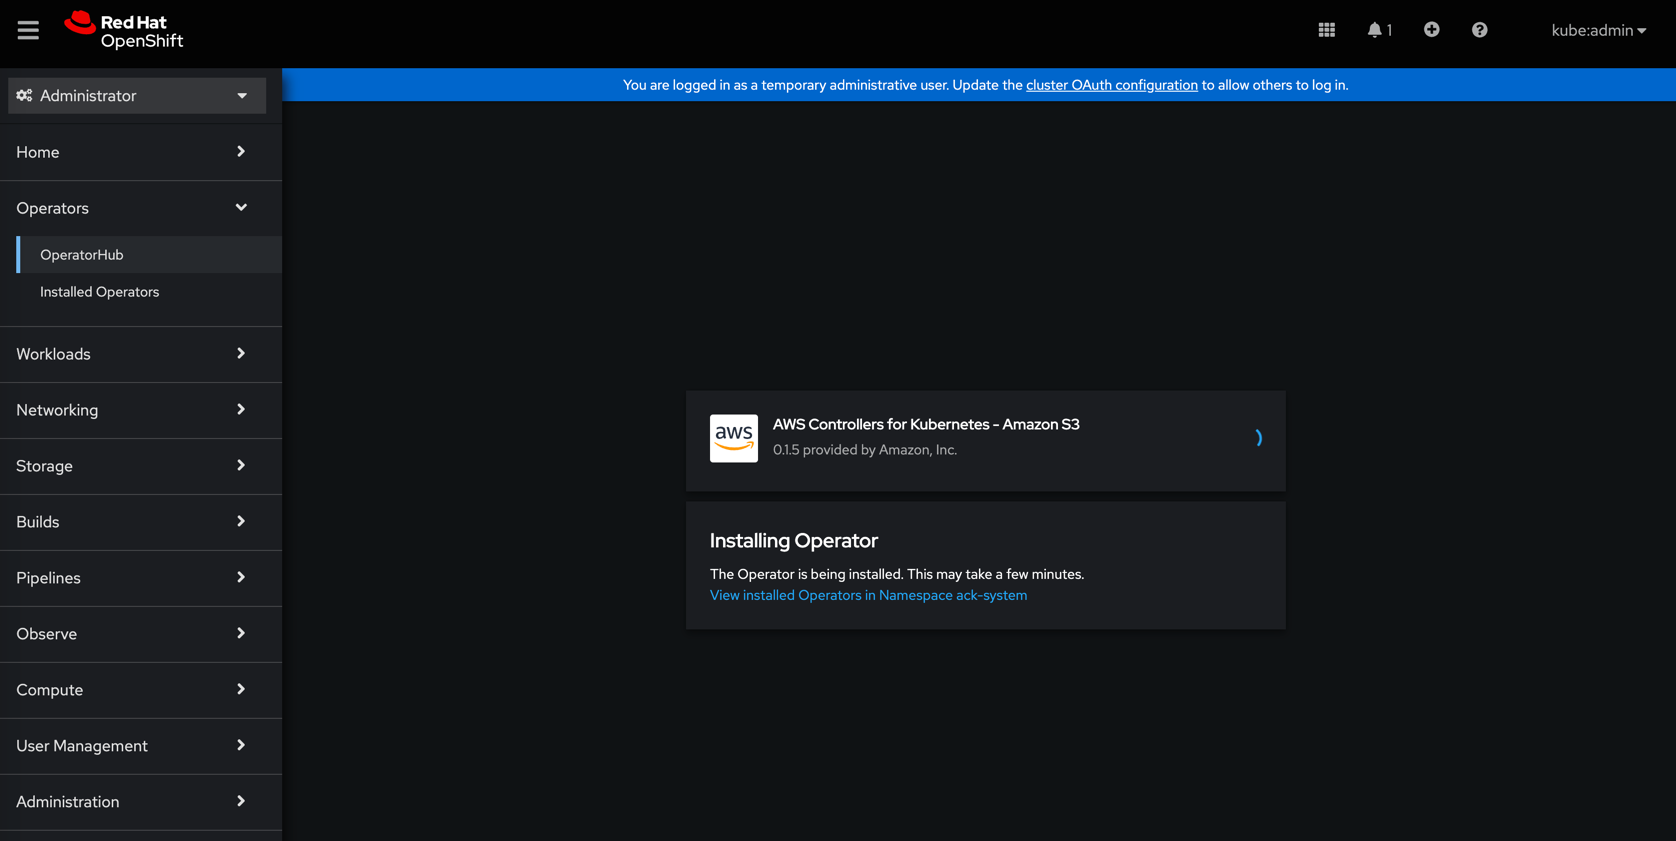 Red Hat
OpenShift
1
kube:admin
Administrator
You are logged in as a temporary administrative user. Update the cluster OAuth configuration to allow others to log in.
Home
Operators
OperatorHub
Installed Operators
Workloads
Networking
Storage
Builds
Pipelines
Observe
Compute
User Management
Administration
aws
AWS Controllers for Kubernetes - Amazon S3
0.1.5 provided by Amazon, Inc.
Installing Operator
The Operator is being installed. This may take a few minutes.
View installed Operators in Namespace ack-system